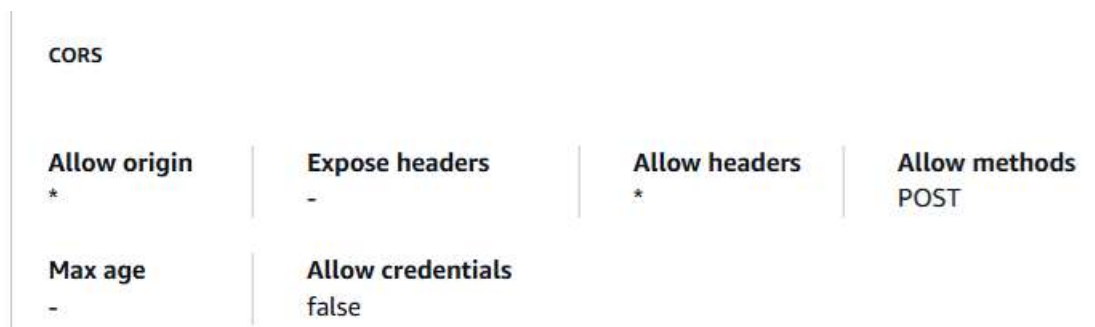 CORS
Allow origin Expose headers Allow headers Allow methods
* - * POST
Max age Allow credentials
- false